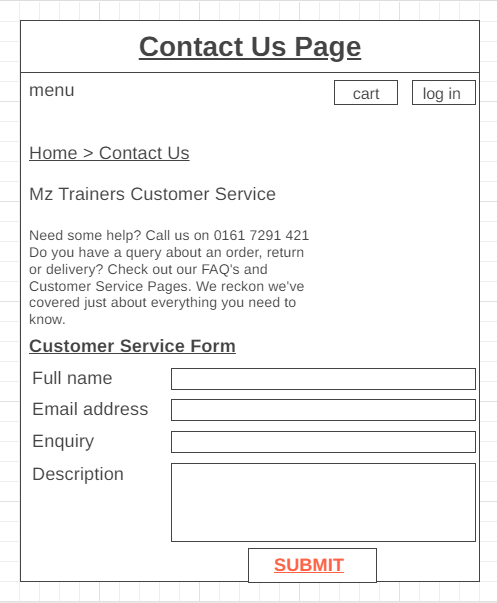 Contact Us Page
menu
cart
log in
Home > Contact Us
Mz Trainers Customer Service
Need some help? Call us on 0161 7291 421
Do you have a query about an order, return
or delivery? Check out our FAQ's and
Customer Service Pages. We reckon we've
covered just about everything you need to
know.
Customer Service Form
Full name
Email address
Enquiry
Description
SUBMIT